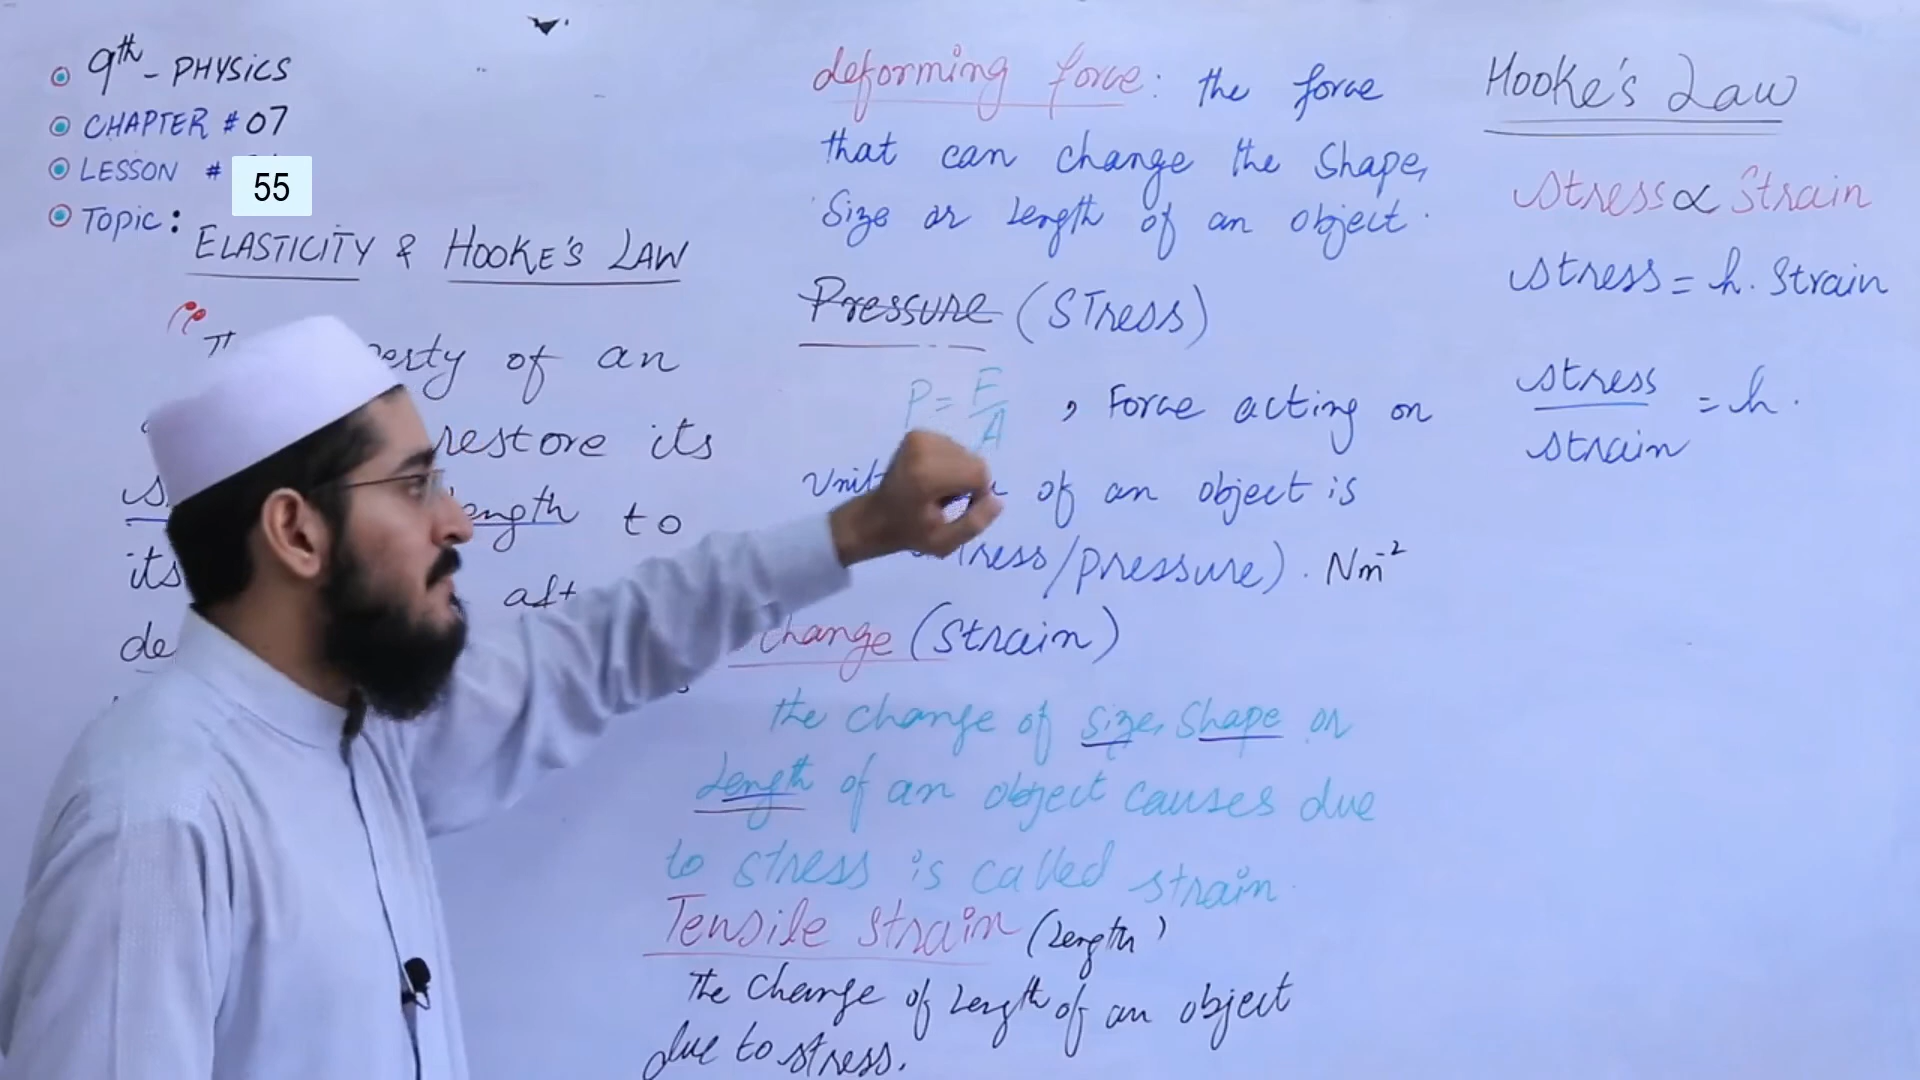 9th - PHYSICS
CHAPTER # 07
LESSON # 55
TOPIC:
ELASTICITY & HOOKE'S LAW
of an
restore its
to
its
deforming force: the force
that can change the shape,
Size or length of an object.
Pressure (STress)
P = F/A , Force acting on
Unit of an object is
/pressure). Nm⁻²
change (Strain)
the change of size, shape or
Length of an object causes due
to stress is called strain.
Tensile Strain (Length)
The change of length of an object
due to stress.
Hooke's Law
Stress ∝ Strain
stress = k. Strain
stress/strain = k.